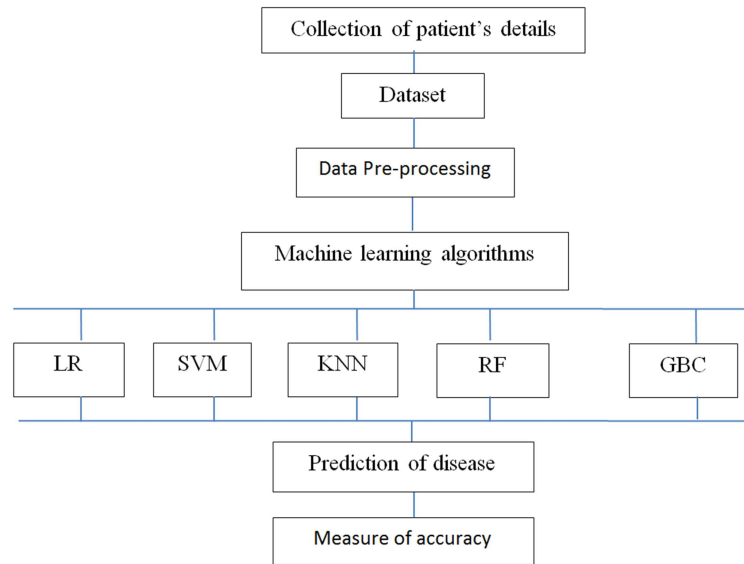 Collection of patient’s details
Dataset
Data Pre-processing
Machine learning algorithms
LR
SVM
KNN
RF
GBC
Prediction of disease
Measure of accuracy